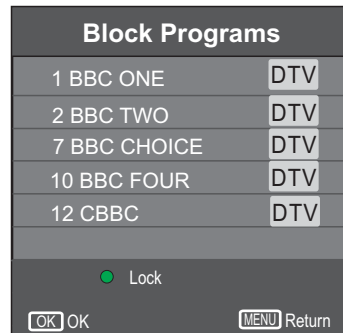 Block Programs
1 BBC ONE DTV
2 BBC TWO DTV
7 BBC CHOICE DTV
10 BBC FOUR DTV
12 CBBC DTV
Lock
OK OK MENU Return